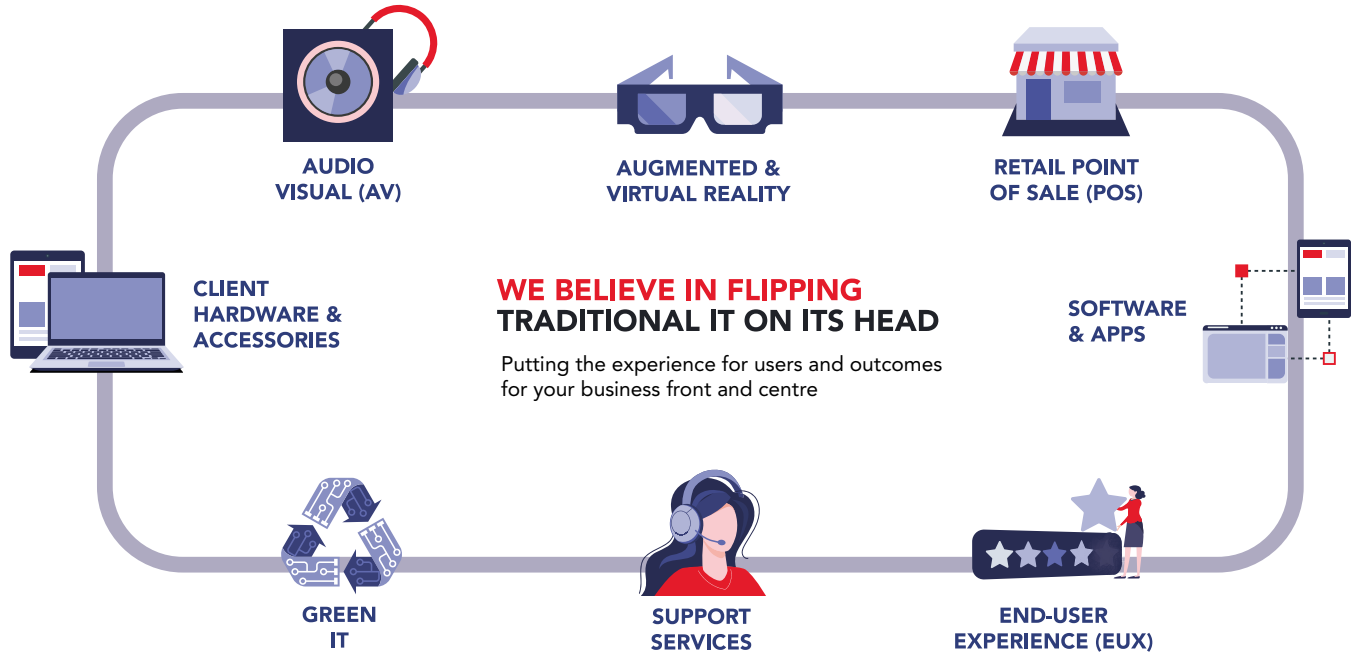 AUDIO
VISUAL (AV)
AUGMENTED &
VIRTUAL REALITY
RETAIL POINT
OF SALE (POS)
CLIENT
HARDWARE &
ACCESSORIES
WE BELIEVE IN FLIPPING
TRADITIONAL IT ON ITS HEAD
Putting the experience for users and outcomes
for your business front and centre
SOFTWARE
& APPS
GREEN
IT
SUPPORT
SERVICES
END-USER
EXPERIENCE (EUX)